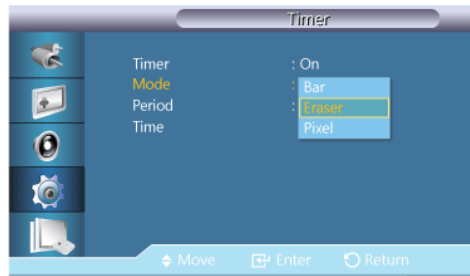 Timer
Timer : On
Mode : Bar
Period : Eraser
Time Pixel
Move Enter Return